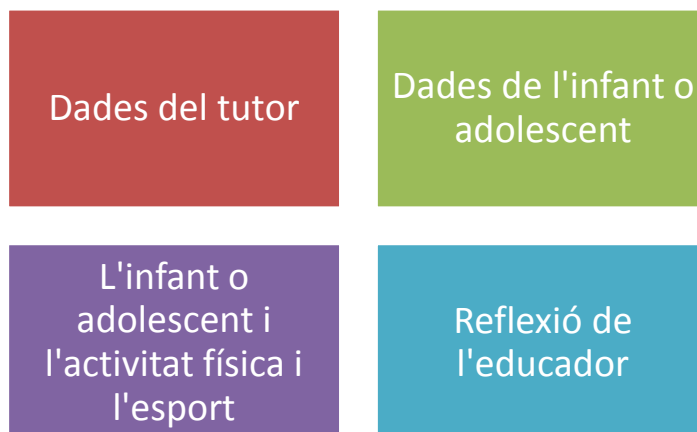 Dades del tutor
Dades de l'infant o
adolescent
L'infant o
adolescent i
l'activitat física i
l'esport
Reflexió de
l'educador